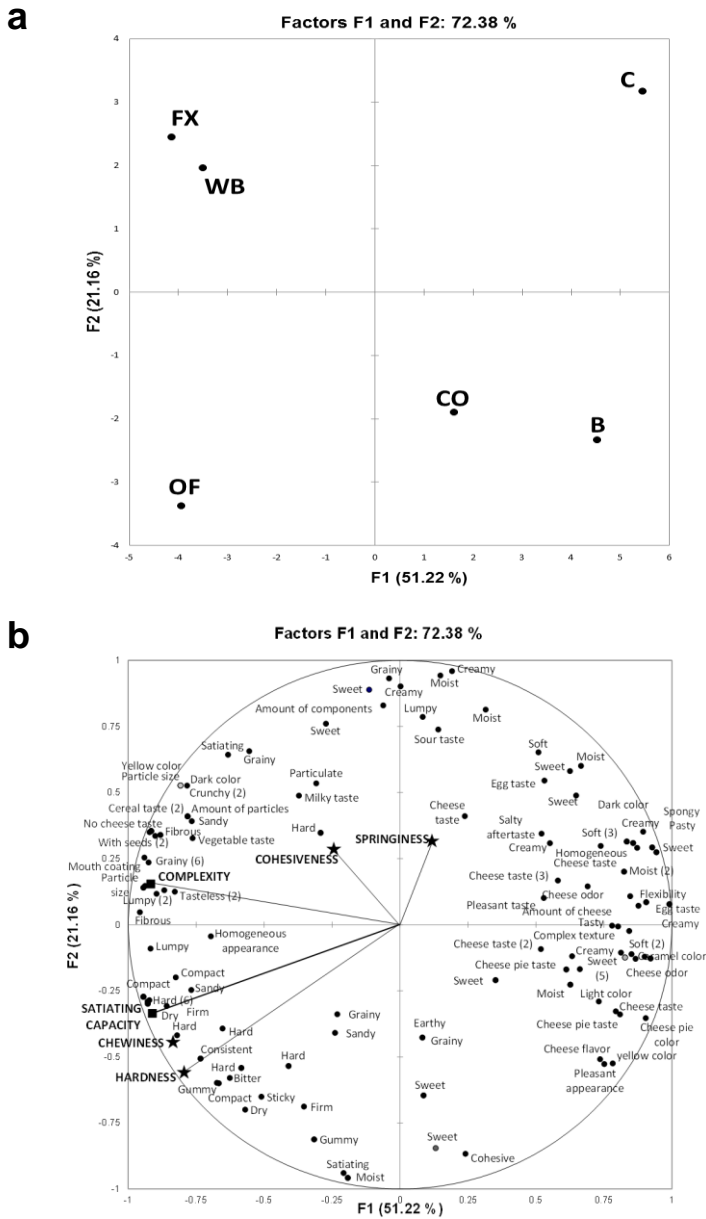 a
Factors F1 and F2: 72.38 %
4
C
3
FX
2
WB
1
F2 (21.16 %)
0
-1
CO
-2
B
-3
OF
-4
-6 -5 -4 -3 -2 -1 0 1 2 3 4 5 6
F1 (51.22 %)
b
Factors F1 and F2: 72.38 %
1
Grainy
Creamy
Moist
Sweet
Creamy
Amount of components
Lumpy
Moist
0.75
Sweet
Sour taste
Satiating
Grainy
Soft
Moist
Yellow color
Particle size
Dark color
Particulate
Sweet
Crunchy (2)
Egg taste
0.5
Milky taste
Sweet
Cereal taste (2)
Amount of particles
Cheese
taste
Salty
aftertaste
Dark color
Spongy
Pasty
No cheese taste
Sandy
Fibrous
Hard
SPRINGINESS
Creamy
Soft (3)
Creamy
With seeds (2)
Vegetable taste
Homogeneous
Cheese taste
Sweet
0.25
Grainy (6)
COHESIVENESS
Tasty
Moist (2)
Mouth coating
COMPLEXITY
Cheese taste (3)
Particle
size
Tasteless (2)
Cheese odor
Flexibility
Lumpy (2)
Pleasant taste
Egg taste
Fibrous
Amount of cheese
Tasty
Creamy
F2 (21.16 %)
0
Homogeneous
appearance
Complex texture
Lumpy
Cheese taste (2)
Creamy
Soft (2)
Caramel color
Cheese pie taste
Sweet
(5)
Cheese odor
Compact
Compact
Sweet
Moist
Light color
-0.25
Sandy
Hard (6)
SATIATING
CAPACITY
Dry
Firm
Grainy
Cheese taste
Cheese pie taste
Cheese pie
color
CHEWINESS
Hard
Hard
Sandy
Earthy
Grainy
-0.5
Consistent
Hard
Cheese flavor
yellow color
HARDNESS
Hard
Bitter
Pleasant
appearance
Gummy
Compact
Sticky
Sweet
Dry
Firm
-0.75
Gummy
Sweet
Cohesive
Satiating
Moist
-1
-1 -0.75 -0.5 -0.25 0 0.25 0.5 0.75 1
F1 (51.22 %)